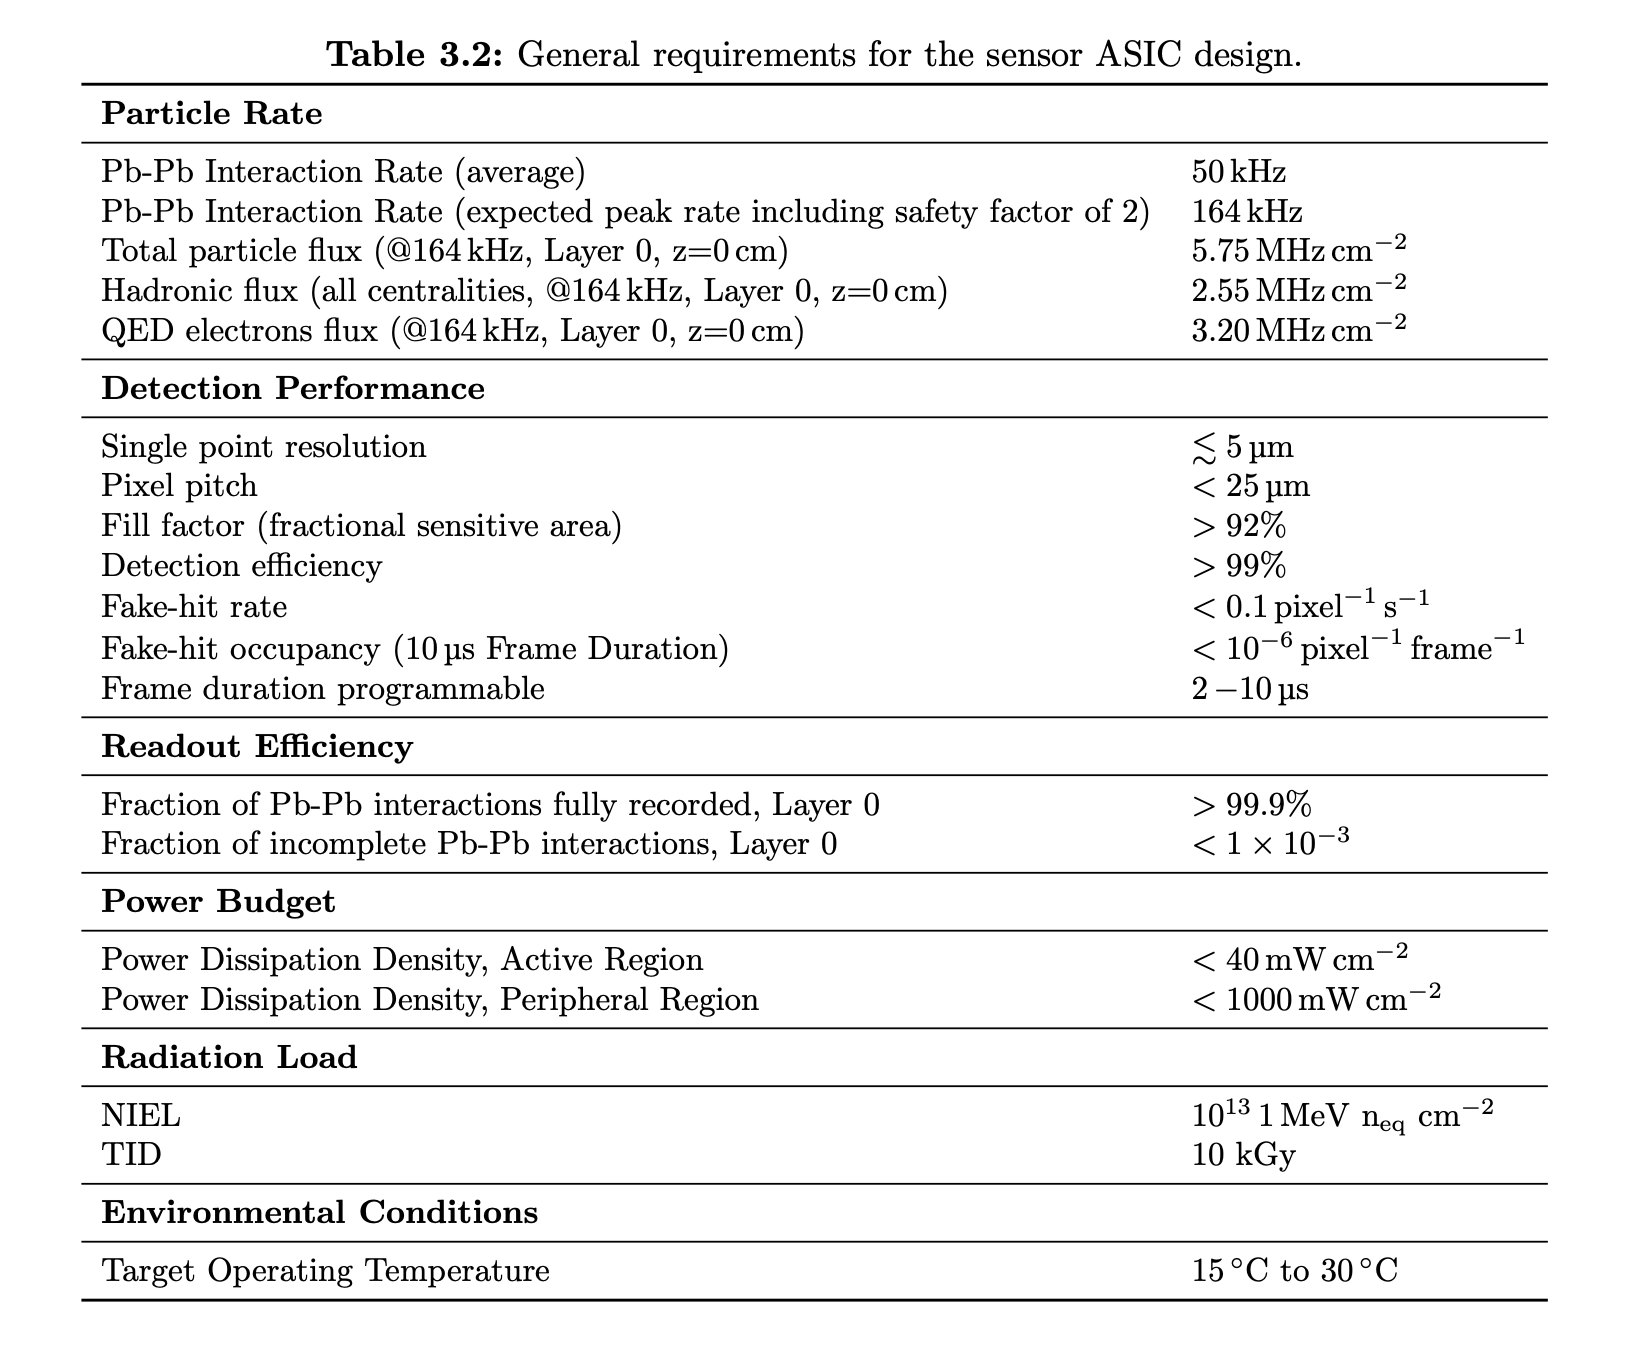 Table 3.2: General requirements for the sensor ASIC design.
Particle Rate
Pb-Pb Interaction Rate (average) 50 kHz
Pb-Pb Interaction Rate (expected peak rate including safety factor of 2) 164 kHz
Total particle flux (@164 kHz, Layer 0, z=0 cm) 5.75 MHz cm⁻²
Hadronic flux (all centralities, @164 kHz, Layer 0, z=0 cm) 2.55 MHz cm⁻²
QED electrons flux (@164 kHz, Layer 0, z=0 cm) 3.20 MHz cm⁻²
Detection Performance
Single point resolution ≲ 5 µm
Pixel pitch < 25 µm
Fill factor (fractional sensitive area) > 92%
Detection efficiency > 99%
Fake-hit rate < 0.1 pixel⁻¹ s⁻¹
Fake-hit occupancy (10 µs Frame Duration) < 10⁻⁶ pixel⁻¹ frame⁻¹
Frame duration programmable 2 –10 µs
Readout Efficiency
Fraction of Pb-Pb interactions fully recorded, Layer 0 > 99.9%
Fraction of incomplete Pb-Pb interactions, Layer 0 < 1 × 10⁻³
Power Budget
Power Dissipation Density, Active Region < 40 mW cm⁻²
Power Dissipation Density, Peripheral Region < 1000 mW cm⁻²
Radiation Load
NIEL 10¹³ 1 MeV n_eq cm⁻²
TID 10 kGy
Environmental Conditions
Target Operating Temperature 15 °C to 30 °C